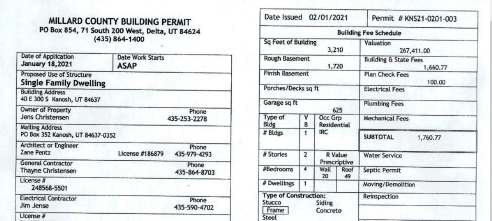 MILLARD COUNTY BUILDING PERMIT
PO Box 854, 71 South 200 West, Delta, UT 84624
(435) 864-1400
Date of Application
January 18,2021
Date Work Starts
ASAP
Proposed Use of Structure
Single Family Dwelling
Building Address
40 E 300 S Kanosh, UT 84637
Owner of Property
Jens Christensen
Phone
435-253-2278
Mailing Address
PO Box 352 Kanosh, UT 84637-0352
Architect or Engineer
Zane Pentz
License #186879
Phone
435-979-4293
General Contractor
Thayne Christensen
Phone
435-864-8703
License #
248568-5501
Electrical Contractor
Jim Jense
Phone
435-590-4702
License #
Date Issued 02/01/2021
Permit # KNS21-0201-003
Building Fee Schedule
Sq Feet of Building
3,210
Valuation
267,411.00
Rough Basement
1,720
Building & State Fees
1,660.77
Finish Basement
Plan Check Fees
100.00
Porches/Decks sq ft
Electrical Fees
Garage sq ft
625
Plumbing Fees
Type of Bldg
V B
Occ Grp
Residential
IRC
Mechanical Fees
# Bldgs 1
SUBTOTAL 1,760.77
# Stories 2
R Value
Prescriptive
Water Service
#Bedrooms 4
Wall 20
Roof 49
Septic Permit
# Dwellings 1
Moving/Demolition
Type of Construction:
Stucco Siding
Frame Concrete
Steel
Reinspection